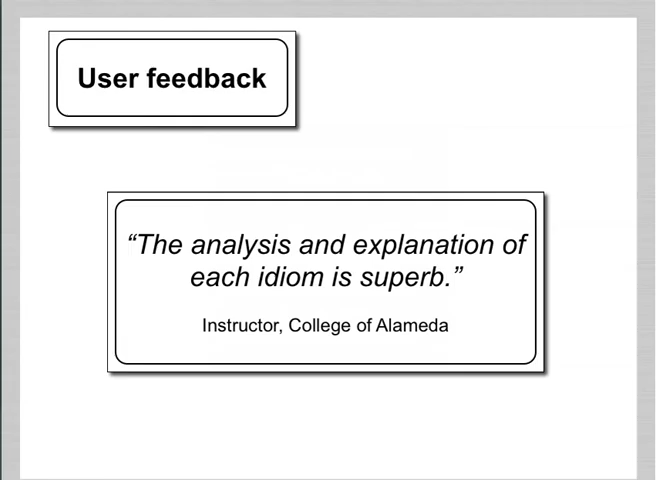 User feedback
“The analysis and explanation of
each idiom is superb.”
Instructor, College of Alameda